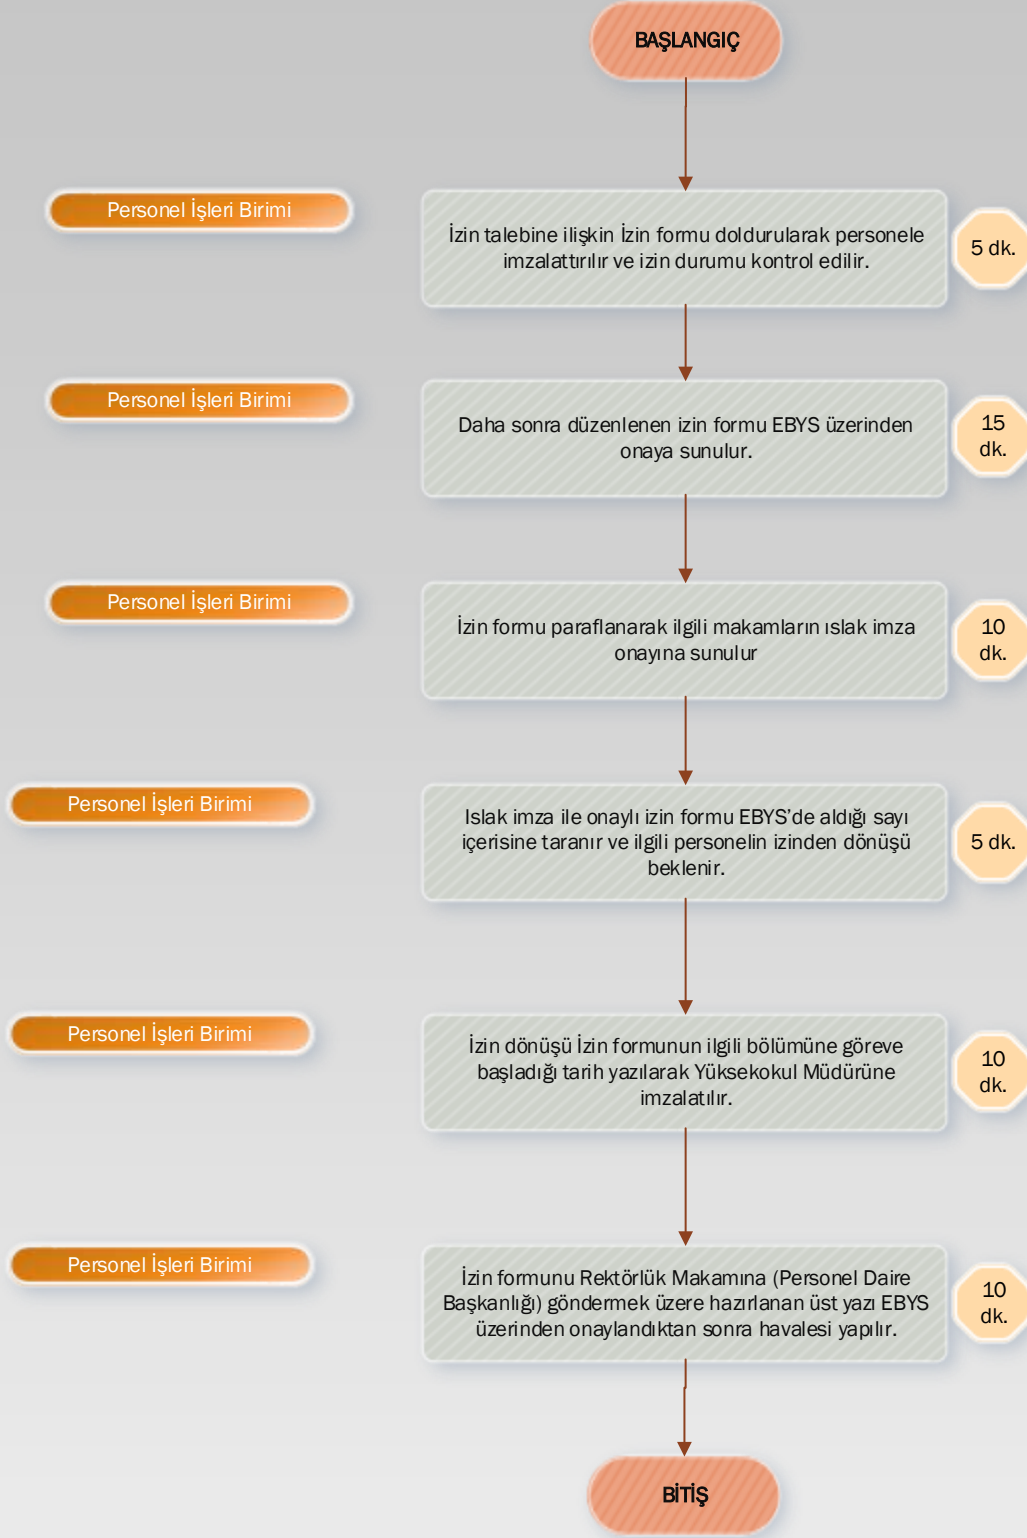 BAŞLANGIÇ
Personel İşleri Birimi
İzin talebine ilişkin İzin formu doldurularak personele
imzalattırılır ve izin durumu kontrol edilir.
5 dk.
Personel İşleri Birimi
Daha sonra düzenlenen izin formu EBYS üzerinden
onaya sunulur.
15
dk.
Personel İşleri Birimi
İzin formu paraflanarak ilgili makamların ıslak imza
onayına sunulur
10
dk.
Personel İşleri Birimi
Islak imza ile onaylı izin formu EBYS’de aldığı sayı
içerisine taranır ve ilgili personelin izinden dönüşü
beklenir.
5 dk.
Personel İşleri Birimi
İzin dönüşü İzin formunun ilgili bölümüne göreve
başladığı tarih yazılarak Yüksekokul Müdürüne
imzalatılır.
10
dk.
Personel İşleri Birimi
İzin formunu Rektörlük Makamına (Personel Daire
Başkanlığı) göndermek üzere hazırlanan üst yazı EBYS
üzerinden onaylandıktan sonra havalesi yapılır.
10
dk.
BİTİŞ